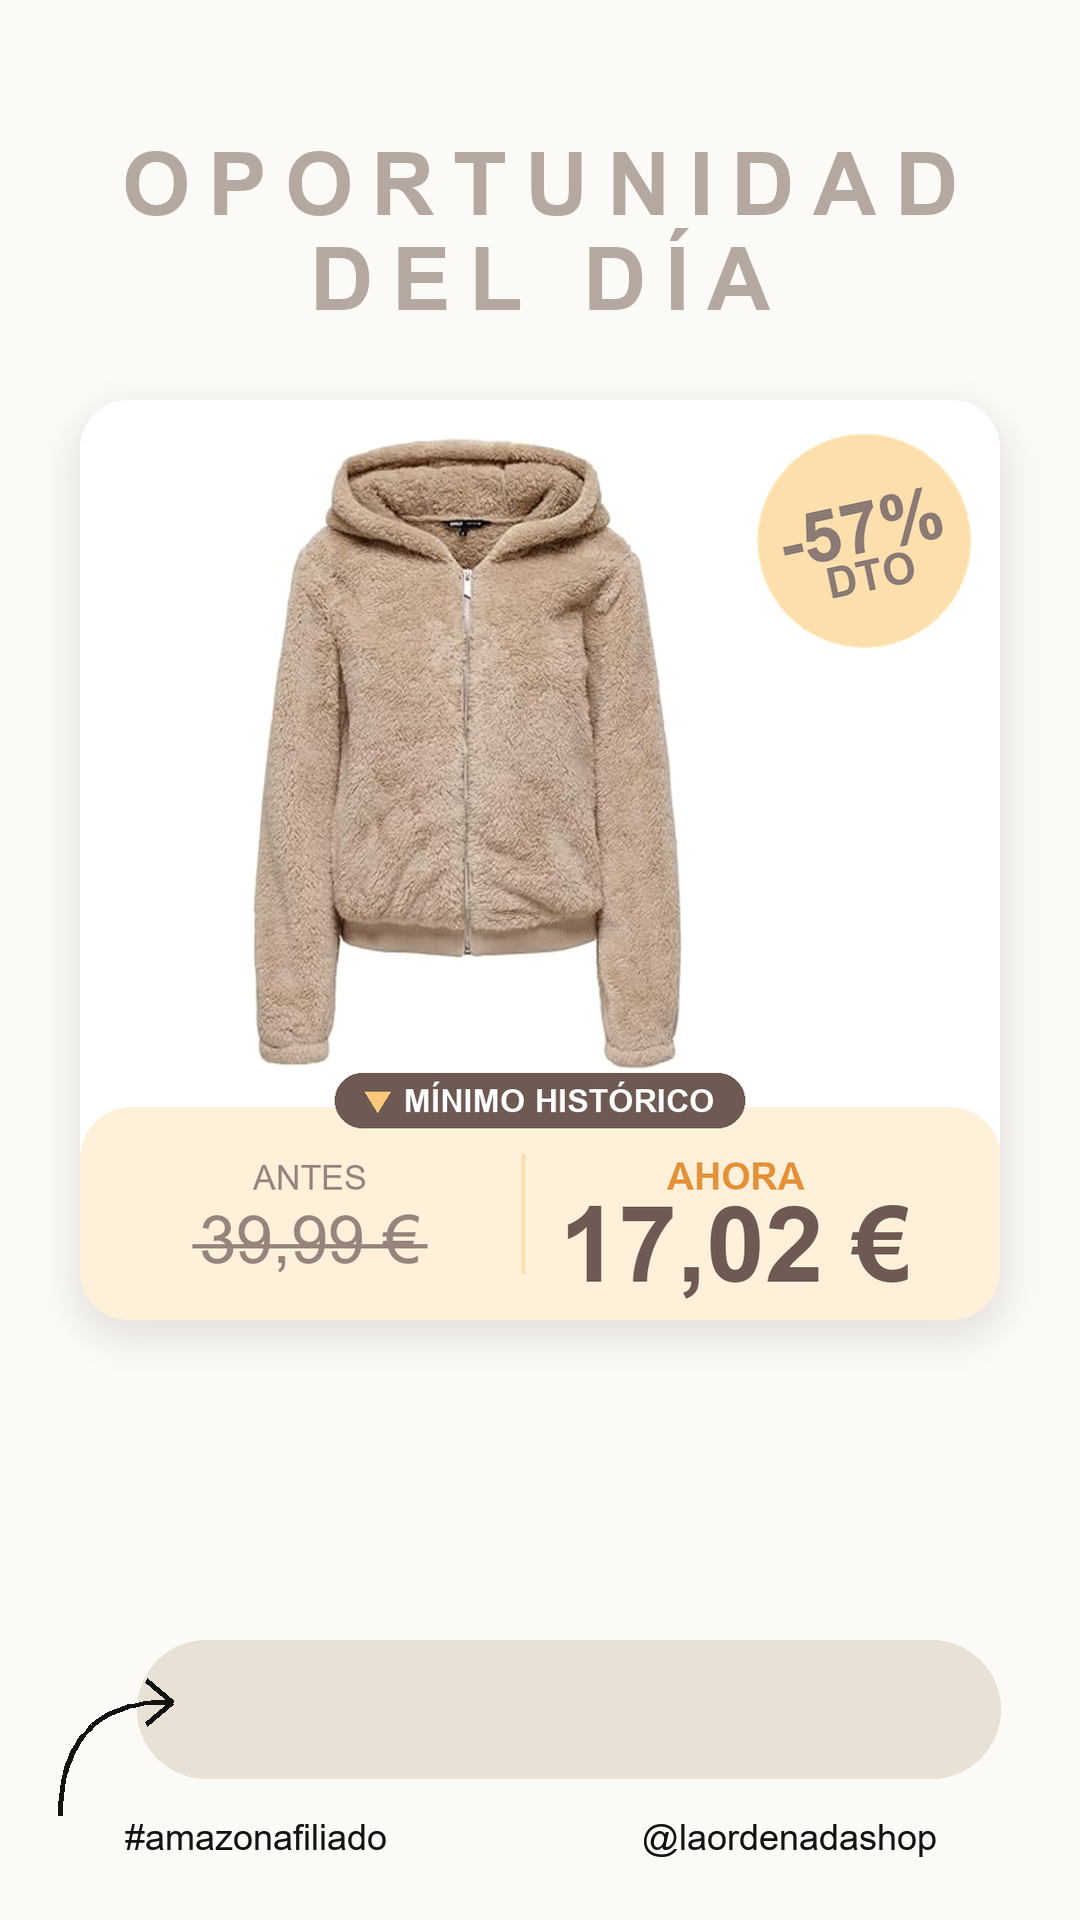 OPORTUNIDAD
DEL DÍA
-57%
DTO
MÍNIMO HISTÓRICO
ANTES
39,99 €
AHORA
17,02 €
#amazonafiliado
@laordenadashop